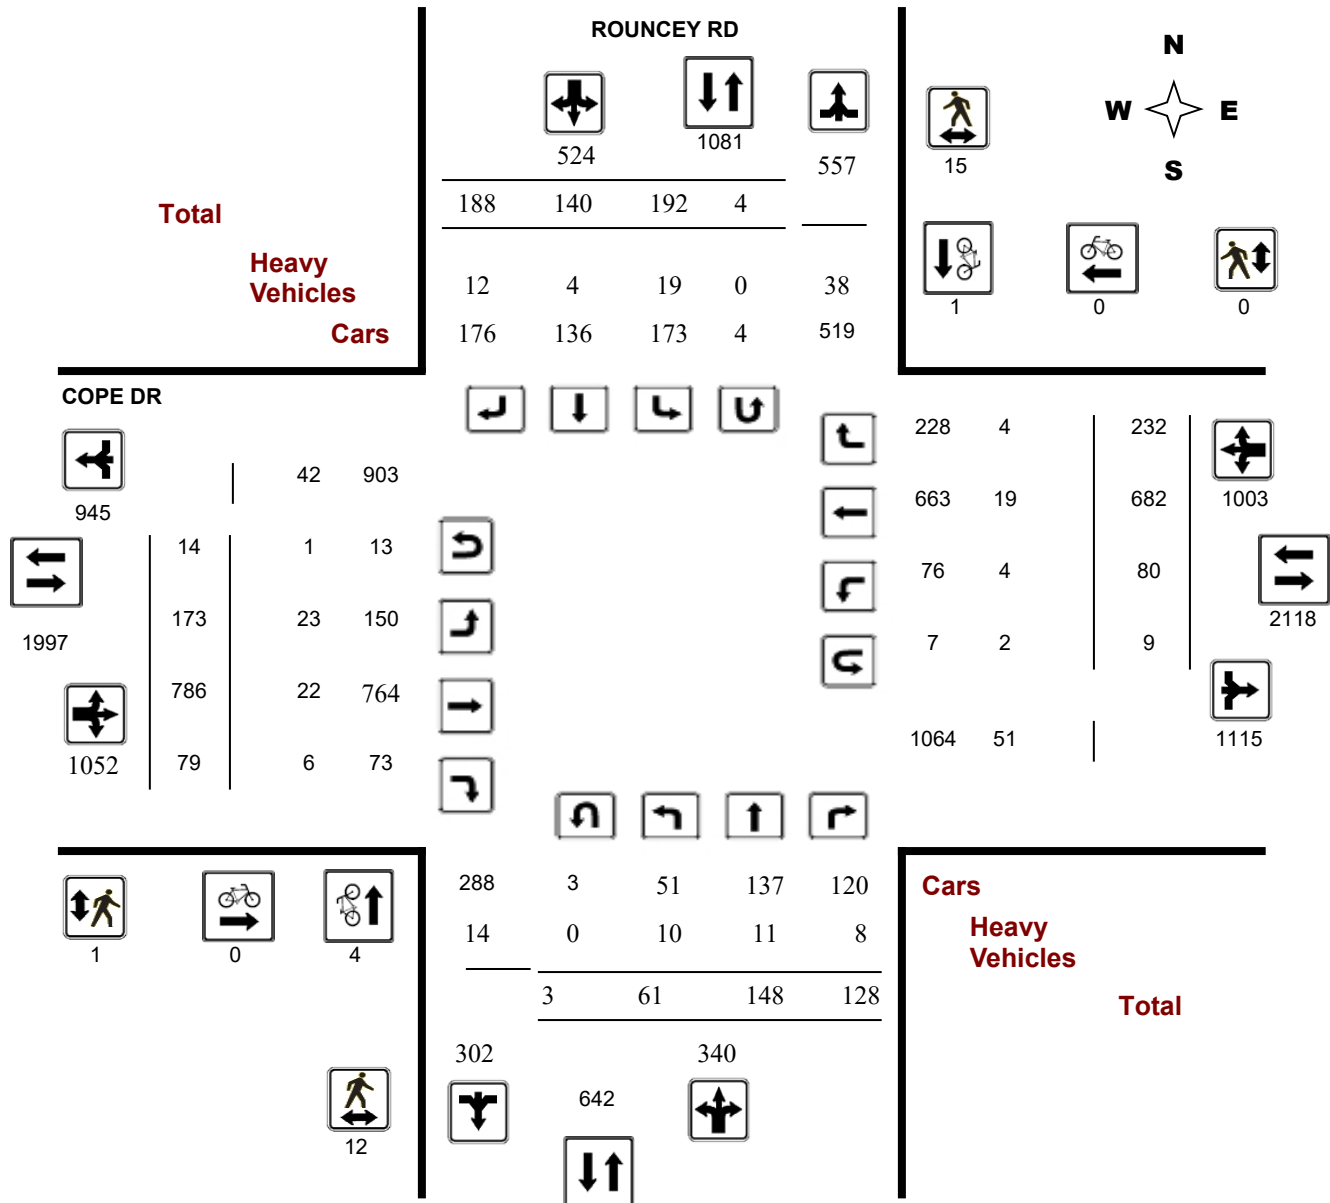 ROUNCEY RD
N
W E
S
524 1081 557 15
188 140 192 4
Total
Heavy
Vehicles
12 4 19 0 38
1 0 0
Cars
176 136 173 4 519
COPE DR
228 4 232
42 903
945
663 19 682 1003
14 1 13
76 4 80
173 23 150
2118
1997
7 2 9
786 22 764
1064 51 1115
1052 79 6 73
288 3 51 137 120
Cars
14 0 10 11 8
Heavy
Vehicles
1 0 4
3 61 148 128
Total
302 340
642
12